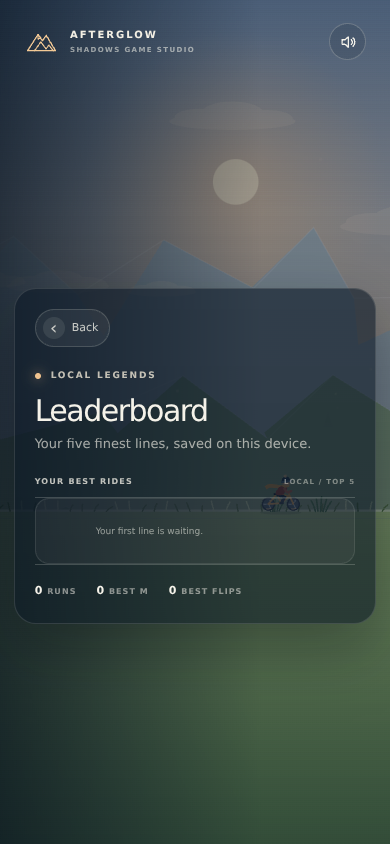 AFTERGLOW
SHADOWS GAME STUDIO
Back
LOCAL LEGENDS
Leaderboard
Your five finest lines, saved on this device.
YOUR BEST RIDES
LOCAL / TOP 5
Your first line is waiting.
0 RUNS 0 BEST M 0 BEST FLIPS